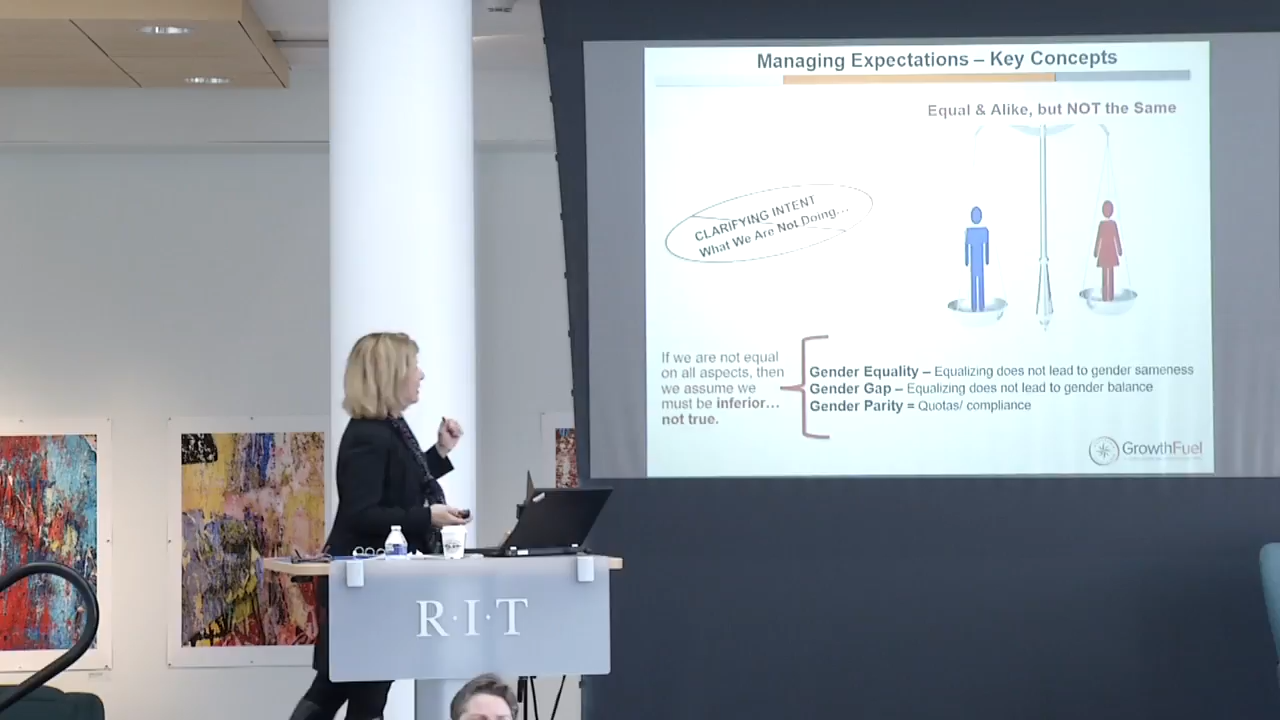 Managing Expectations – Key Concepts
Equal & Alike, but NOT the Same
CLARIFYING INTENT
What We Are Not Doing...
If we are not equal
on all aspects, then
we assume we
must be inferior...
not true.
Gender Equality – Equalizing does not lead to gender sameness
Gender Gap – Equalizing does not lead to gender balance
Gender Parity = Quotas/ compliance
GrowthFuel
R·I·T